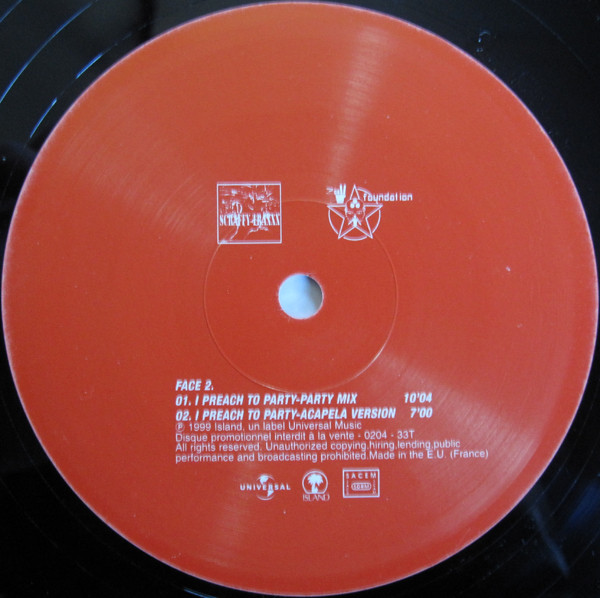 SCRATTY-TRAXXX
foundation
FACE 2.
01. I PREACH TO PARTY-PARTY MIX 10'04
02. I PREACH TO PARTY-ACAPELA VERSION 7'00
℗ 1999 Island, un label Universal Music
Disque promotionnel interdit à la vente - 0204 - 33T
All rights reserved. Unauthorized copying,hiring,lending,public
performance and broadcasting prohibited.Made in the E.U. (France)
UNIVERSAL
ISLAND
SACEM